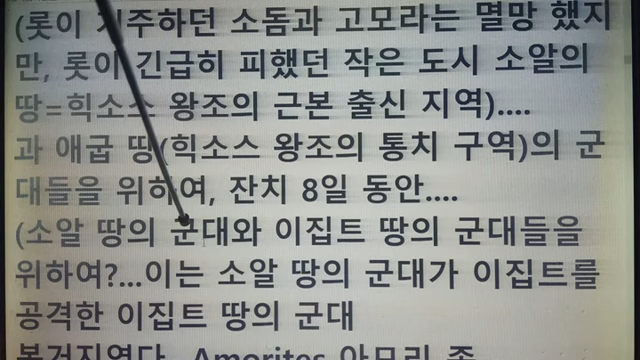 (롯이 거주하던 소돔과 고모라는 멸망 했지
만, 롯이 긴급히 피했던 작은 도시 소알의
땅=힉소스 왕조의 근본 출신 지역)....
과 애굽 땅(힉소스 왕조의 통치 구역)의 군
대들을 위하여, 잔치 8일 동안....
(소알 땅의 군대와 이집트 땅의 군대들을
위하여?...이는 소알 땅의 군대가 이집트를
공격한 이집트 땅의 군대
Amorites 아모리 족